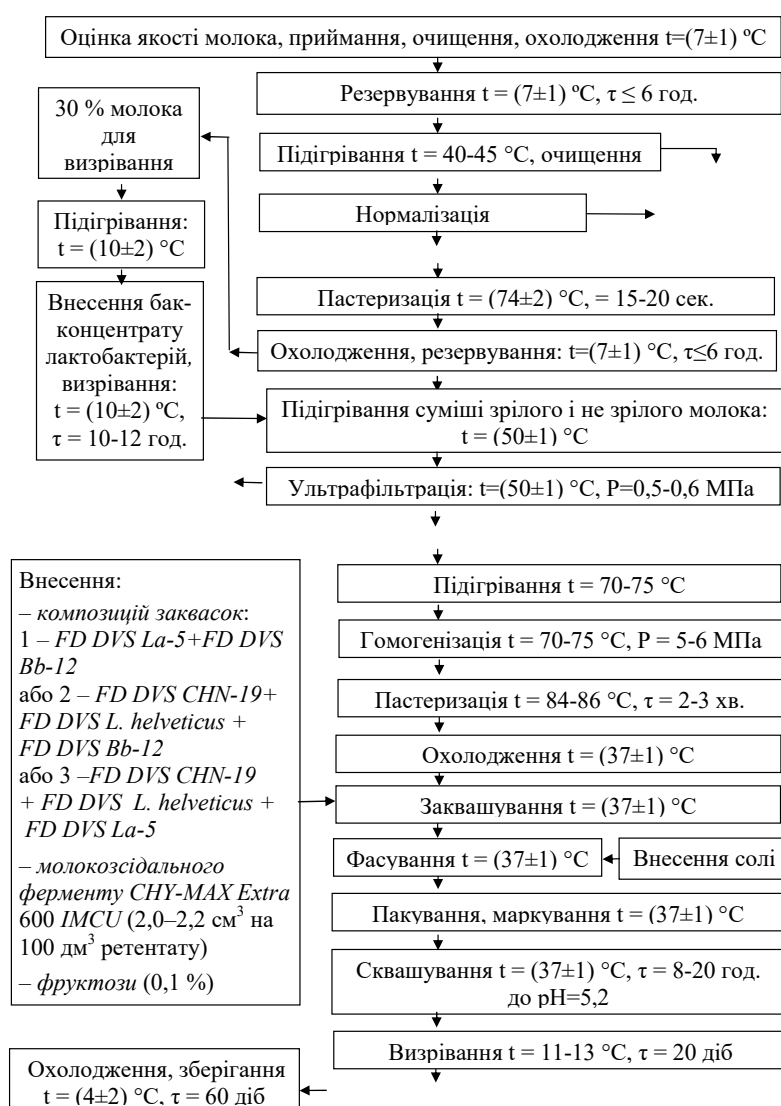 Оцінка якості молока, приймання, очищення, охолодження t=(7±1) ºС
Резервування t = (7±1) ºС, τ ≤ 6 год.
30 % молока
для
визрівання
Підігрівання t = 40-45 °С, очищення
Нормалізація
Підігрівання:
t = (10±2) °С
Пастеризація t = (74±2) °С, = 15-20 сек.
Внесення бак-
концентрату
лактобактерій,
визрівання:
t = (10±2) ºС,
τ = 10-12 год.
Охолодження, резервування: t=(7±1) °С, τ≤6 год.
Підігрівання суміші зрілого і не зрілого молока:
t = (50±1) °С
Ультрафільтрація: t=(50±1) °С, Р=0,5-0,6 МПа
Внесення:
– композицій заквасок:
1 – FD DVS La-5+FD DVS
Bb-12
або 2 – FD DVS CHN-19+
FD DVS L. helveticus +
FD DVS Bb-12
або 3 –FD DVS CHN-19
+ FD DVS L. helveticus +
FD DVS La-5
– молокозсідального
ферменту CHY-MAX Extra
600 IMCU (2,0–2,2 см³ на
100 дм³ ретентату)
– фруктози (0,1 %)
Підігрівання t = 70-75 °С
Гомогенізація t = 70-75 °С, Р = 5-6 МПа
Пастеризація t = 84-86 °С, τ = 2-3 хв.
Охолодження t = (37±1) °С
Заквашування t = (37±1) °С
Фасування t = (37±1) °С
Внесення солі
Пакування, маркування t = (37±1) °С
Сквашування t = (37±1) °С, τ = 8-20 год.
до рН=5,2
Визрівання t = 11-13 °С, τ = 20 діб
Охолодження, зберігання
t = (4±2) °С, τ = 60 діб